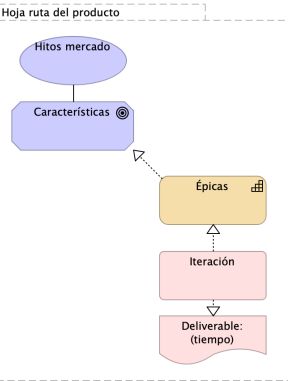 Hoja ruta del producto
Hitos mercado
Características
Épicas
Iteración
Deliverable:
(tiempo)